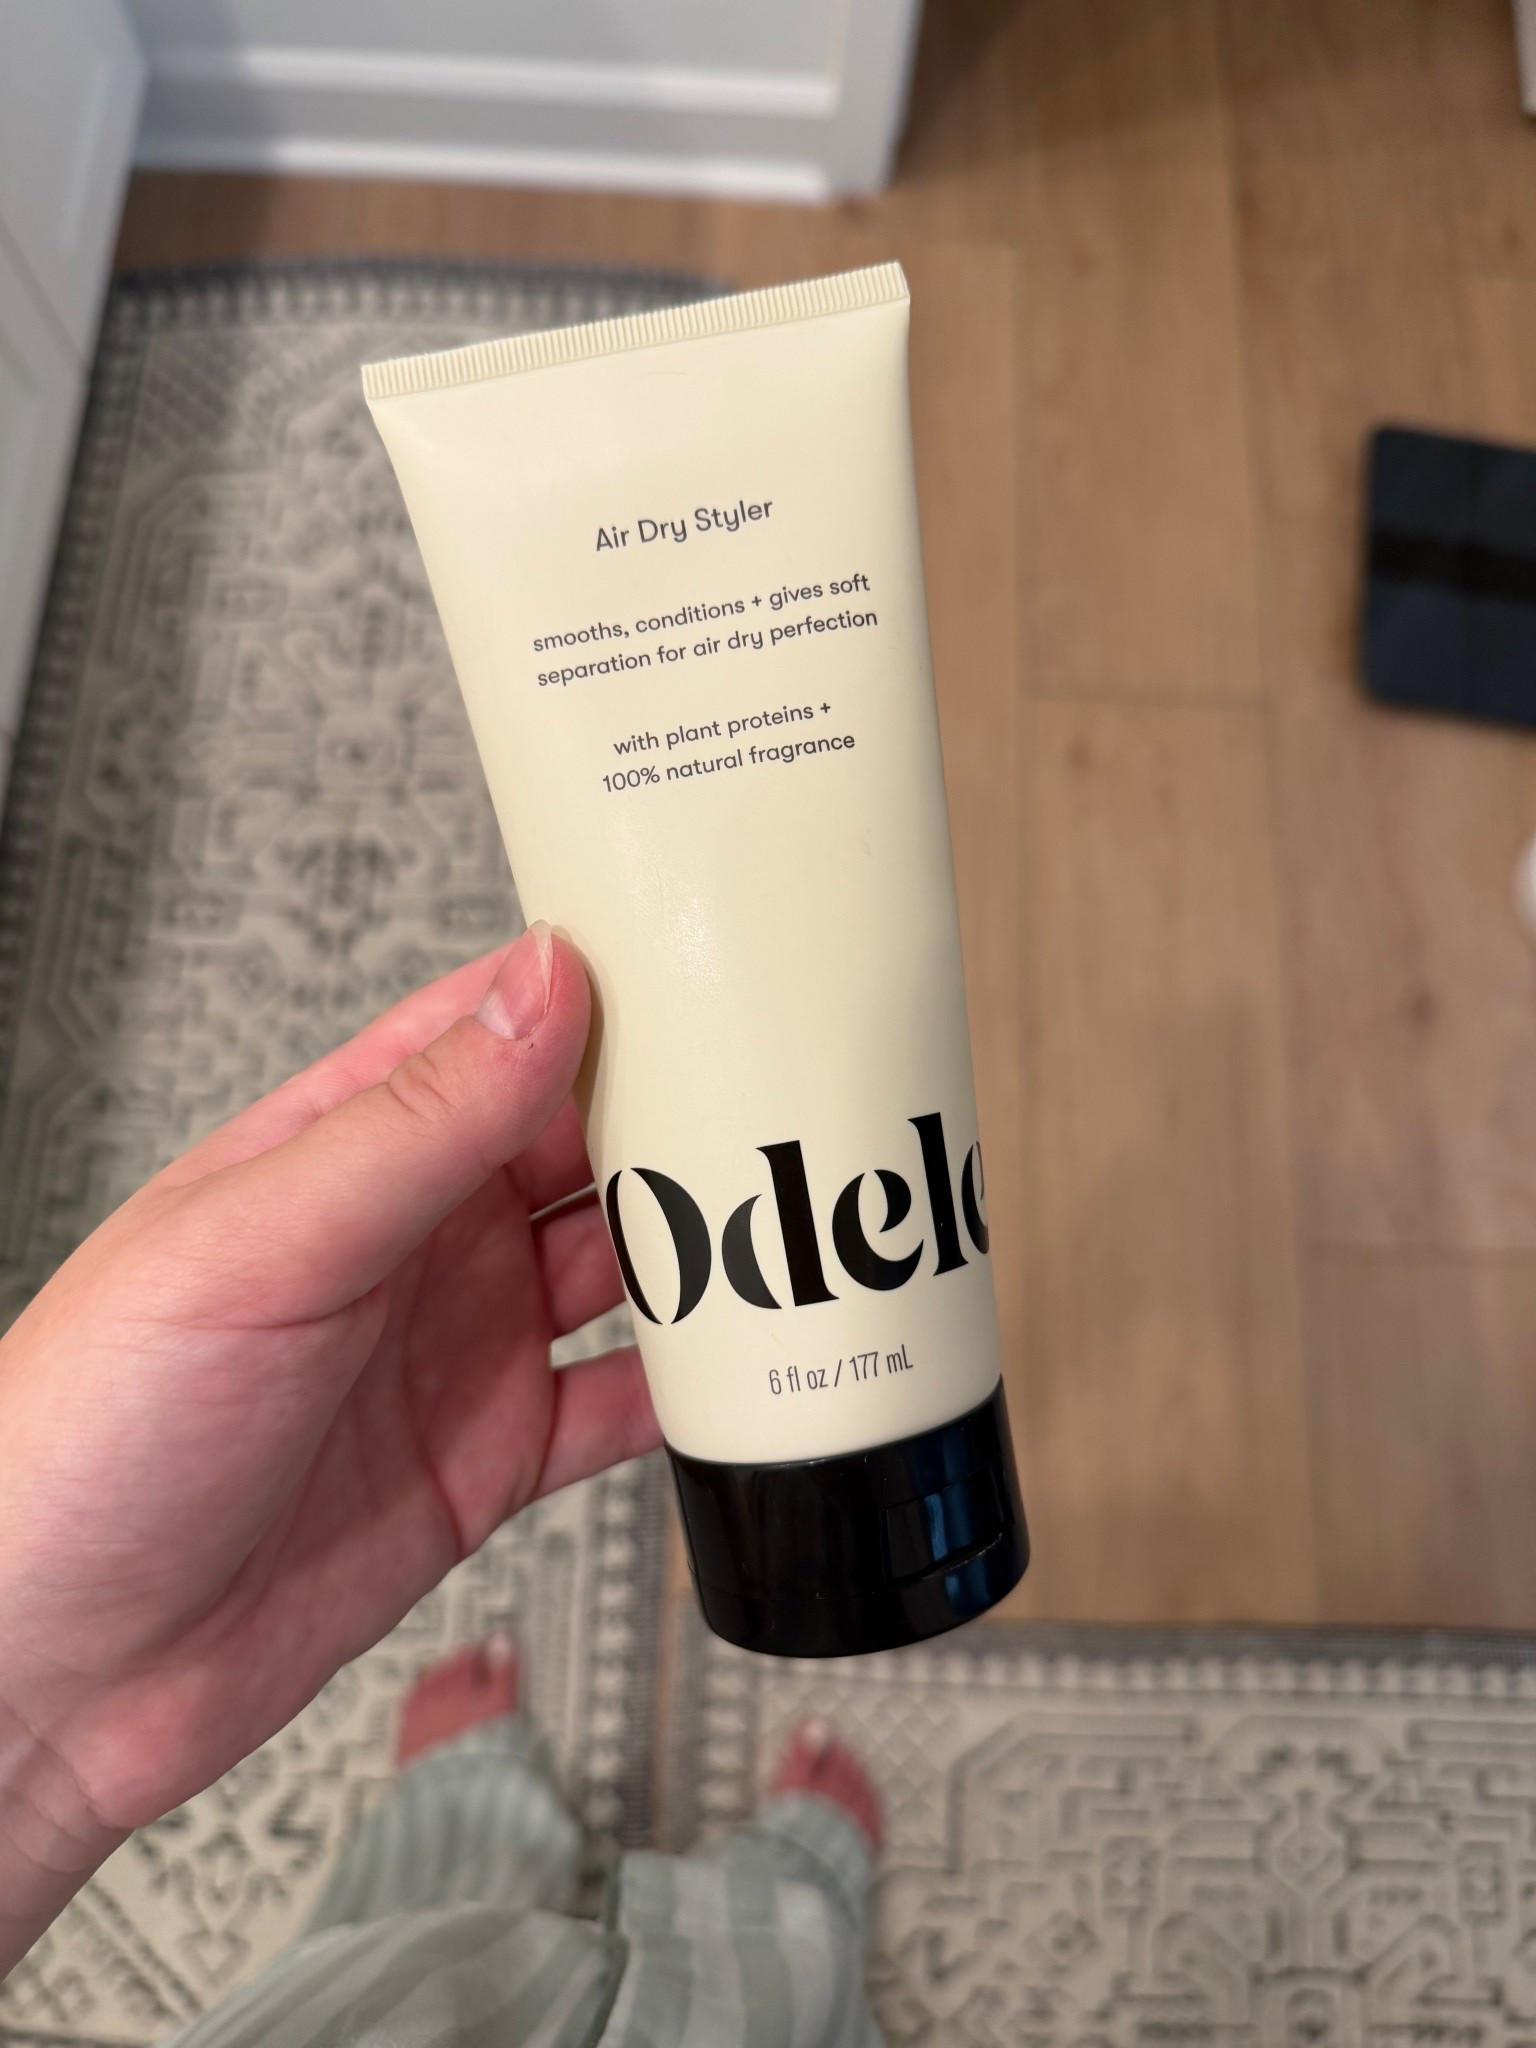 Air Dry Styler
smooths, conditions + gives soft
separation for air dry perfection
with plant proteins +
100% natural fragrance
Odele
6 fl oz / 177 mL